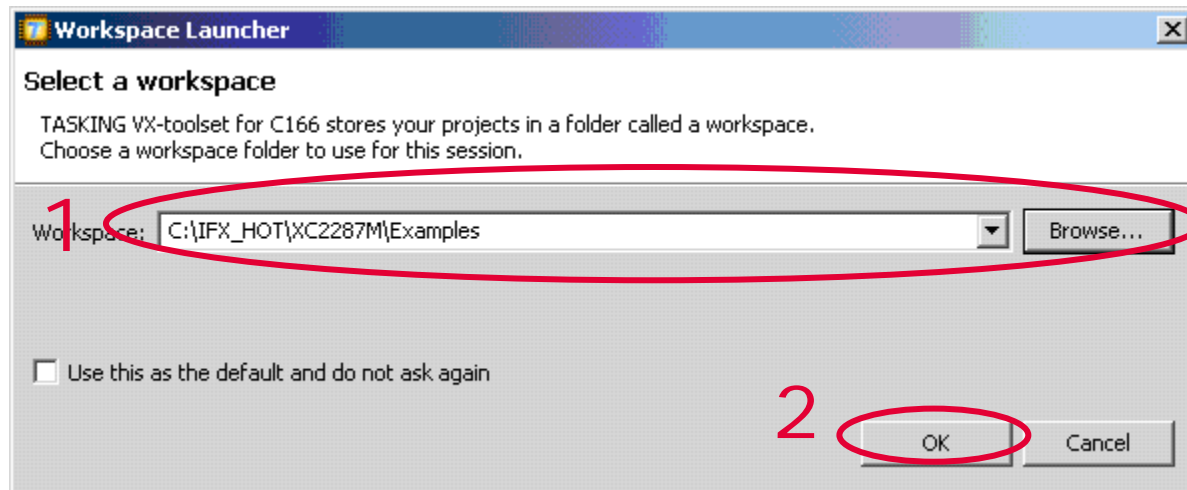 Workspace Launcher
Select a workspace
TASKING VX-toolset for C166 stores your projects in a folder called a workspace.
Choose a workspace folder to use for this session.
1
Workspace: C:\IFX_HOT\XC2287M\Examples Browse...
Use this as the default and do not ask again
2
OK Cancel